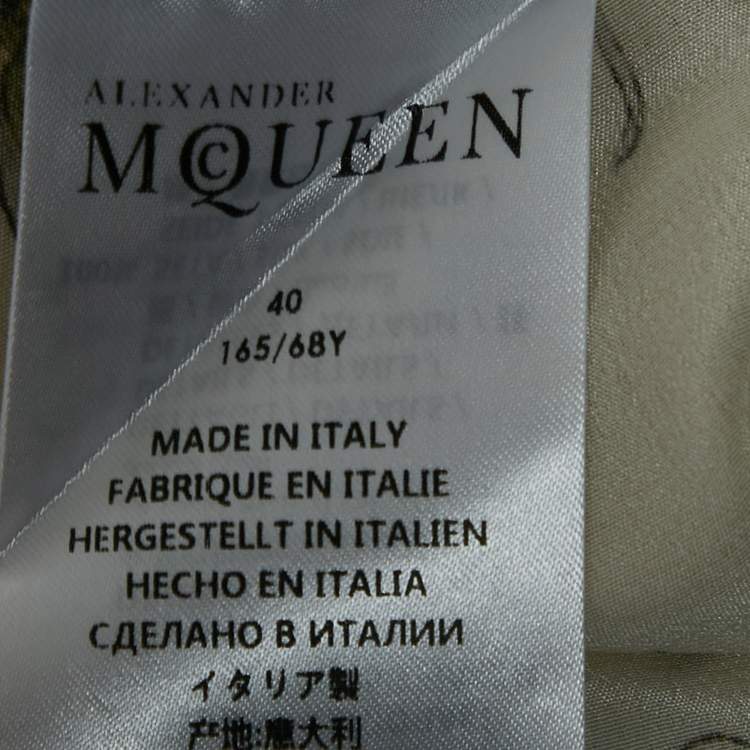 ALEXANDER
MCQUEEN
40
165/68Y
MADE IN ITALY
FABRIQUE EN ITALIE
HERGESTELLT IN ITALIEN
HECHO EN ITALIA
СДЕЛАНО В ИТАЛИИ
イタリア製
产地:意大利